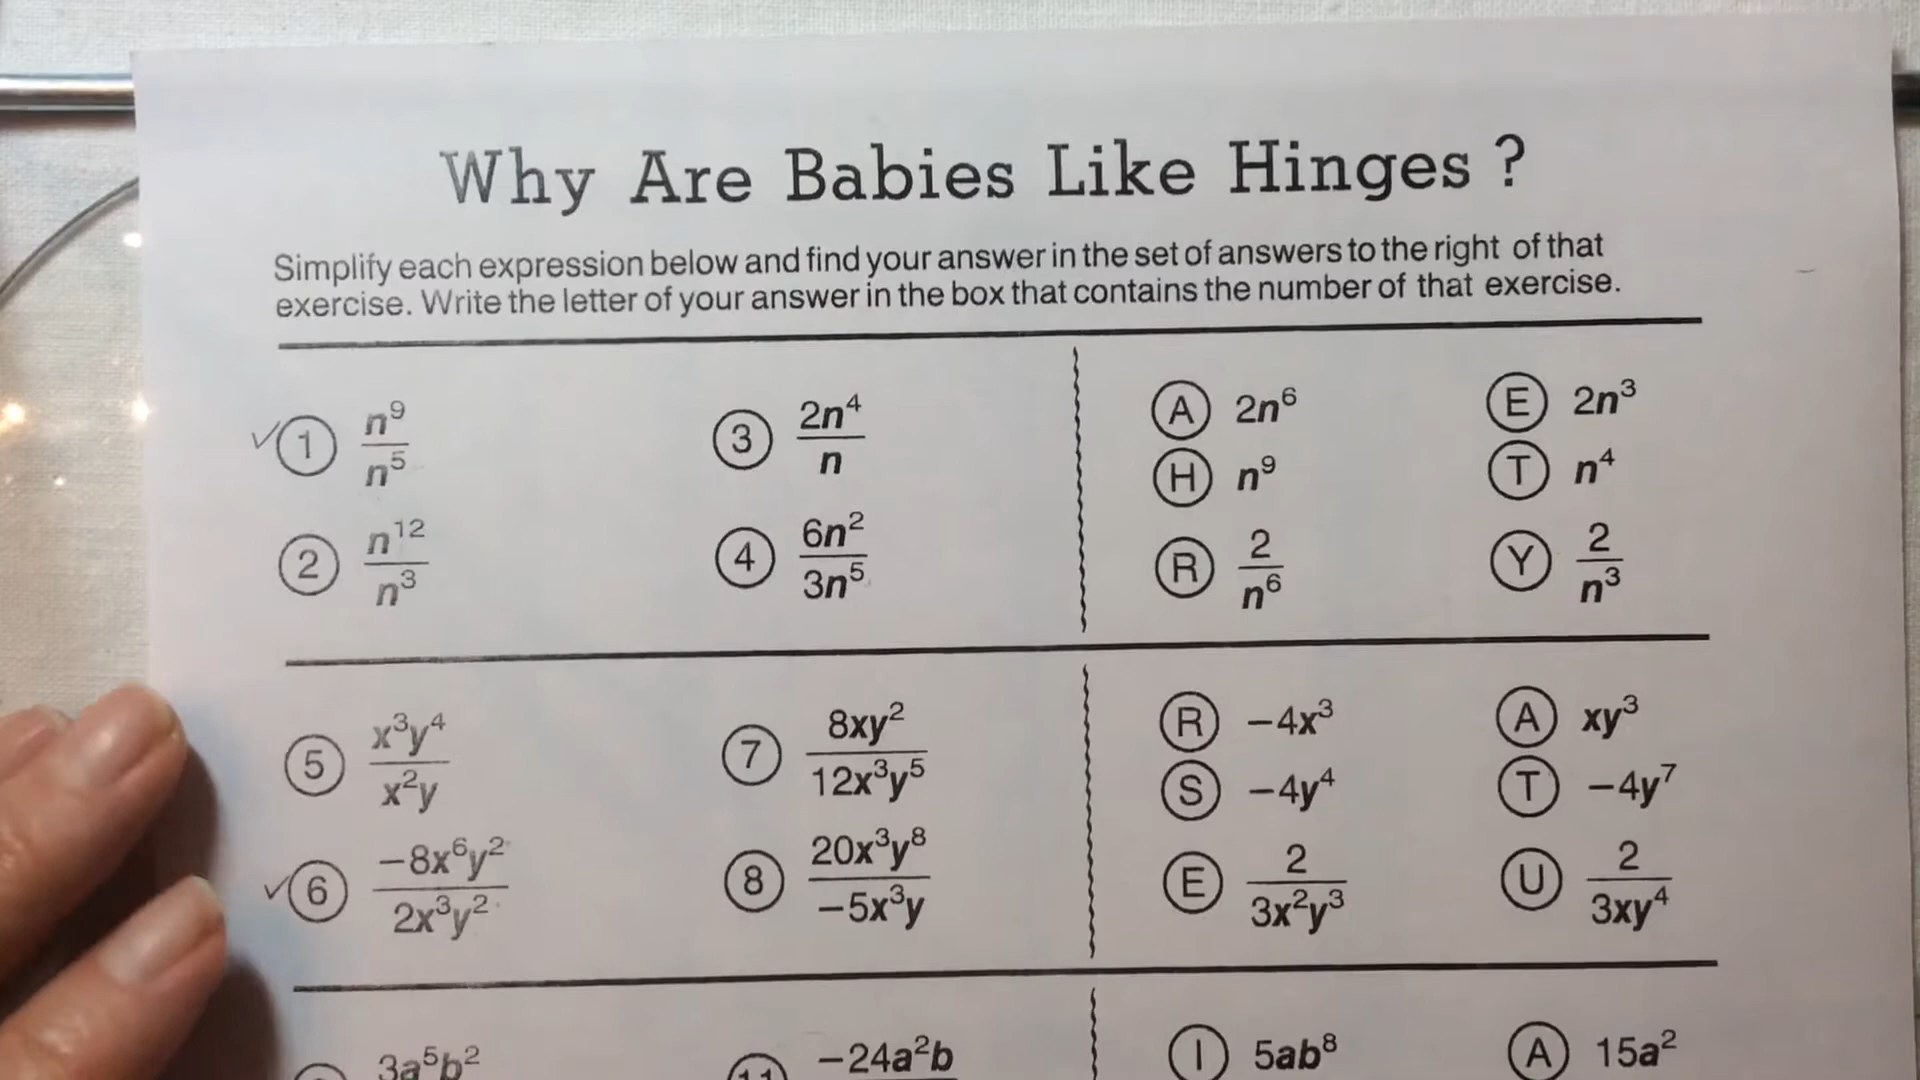 Why Are Babies Like Hinges ?
Simplify each expression below and find your answer in the set of answers to the right of that
exercise. Write the letter of your answer in the box that contains the number of that exercise.
✓ ① n⁹/n⁵
② n¹²/n³
③ 2n⁴/n
④ 6n²/3n⁵
Ⓐ 2n⁶
Ⓗ n⁹
Ⓡ 2/n⁶
Ⓔ 2n³
Ⓣ n⁴
Ⓨ 2/n³
⑤ x³y⁴/x²y
✓ ⑥ −8x⁶y²/2x³y²
⑦ 8xy²/12x³y⁵
⑧ 20x³y⁸/−5x³y
Ⓡ −4x³
Ⓢ −4y⁴
Ⓔ 2/3x²y³
Ⓐ xy³
Ⓣ −4y⁷
Ⓤ 2/3xy⁴
3a⁵b²
⑪ −24a²b
Ⓘ 5ab⁸
Ⓐ 15a²